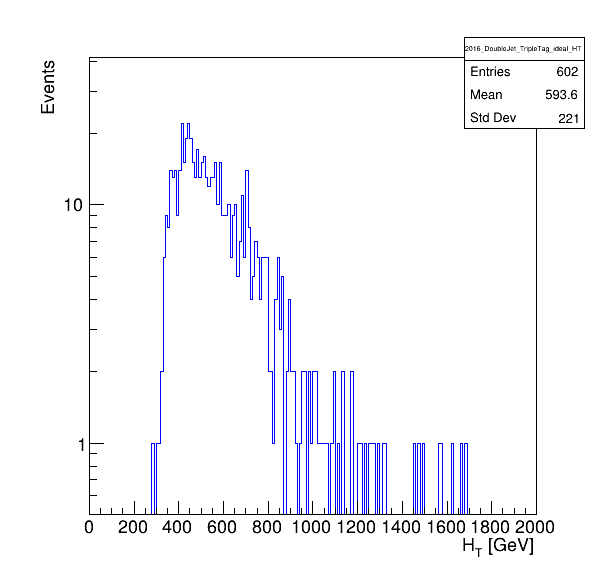 2016_DoubleJet_TripleTag_ideal_HT
Entries 602
Mean 593.6
Std Dev 221
Events
10
1
0 200 400 600 800 1000 1200 1400 1600 1800 2000
H_T [GeV]